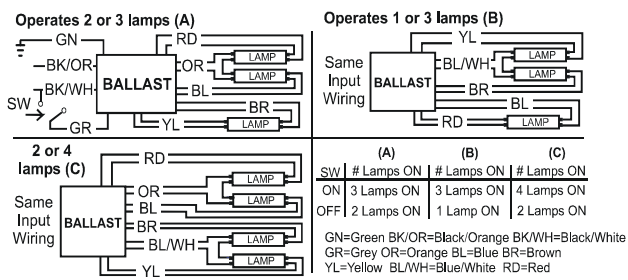 Operates 2 or 3 lamps (A)
GN
RD
BK/OR
OR
LAMP
LAMP
BALLAST
BK/WH
BL
SW
BR
GR
YL
LAMP
Operates 1 or 3 lamps (B)
YL
Same
Input
Wiring
BALLAST
BL/WH
LAMP
LAMP
BR
BL
RD
LAMP
2 or 4
lamps (C)
RD
OR
LAMP
BL
LAMP
Same
Input
Wiring
BALLAST
BR
BL/WH
LAMP
LAMP
YL
(A) (B) (C)
SW # Lamps ON # Lamps ON # Lamps ON
ON 3 Lamps ON 3 Lamps ON 4 Lamps ON
OFF 2 Lamps ON 1 Lamp ON 2 Lamps ON
GN=Green BK/OR=Black/Orange BK/WH=Black/White
GR=Grey OR=Orange BL=Blue BR=Brown
YL=Yellow BL/WH=Blue/White RD=Red